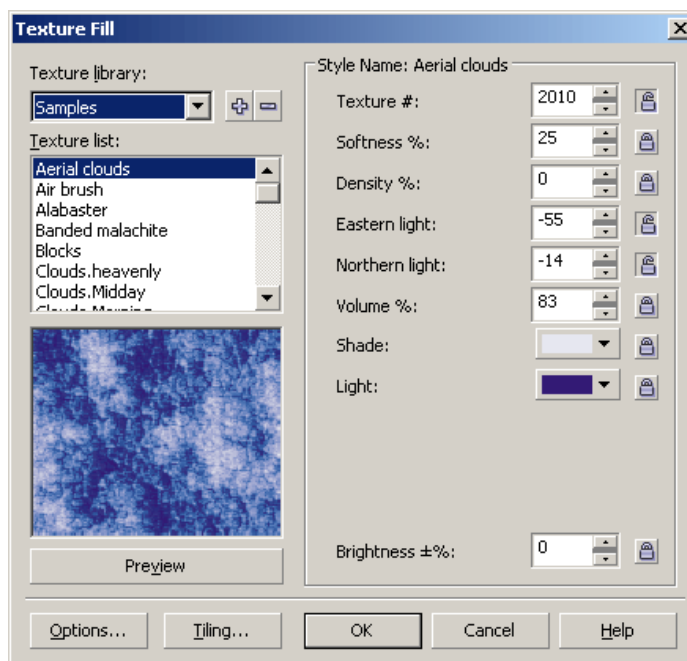 Texture Fill
Texture library:
Samples
Texture list:
Aerial clouds
Air brush
Alabaster
Banded malachite
Blocks
Clouds.heavenly
Clouds.Midday
Clouds.Morning
Preview
Style Name: Aerial clouds
Texture #: 2010
Softness %: 25
Density %: 0
Eastern light: -55
Northern light: -14
Volume %: 83
Shade:
Light:
Brightness ±%: 0
Options... Tiling... OK Cancel Help